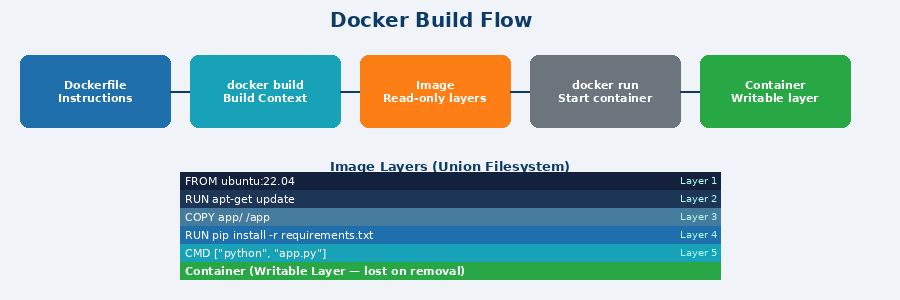 Docker Build Flow
Dockerfile
Instructions
docker build
Build Context
Image
Read-only layers
docker run
Start container
Container
Writable layer
Image Layers (Union Filesystem)
FROM ubuntu:22.04 Layer 1
RUN apt-get update Layer 2
COPY app/ /app Layer 3
RUN pip install -r requirements.txt Layer 4
CMD ["python", "app.py"] Layer 5
Container (Writable Layer — lost on removal)